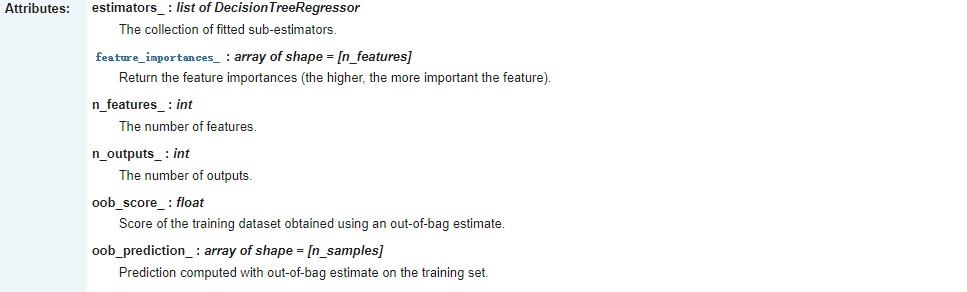 Attributes: estimators_ : list of DecisionTreeRegressor
The collection of fitted sub-estimators.
feature_importances_ : array of shape = [n_features]
Return the feature importances (the higher, the more important the feature).
n_features_ : int
The number of features.
n_outputs_ : int
The number of outputs.
oob_score_ : float
Score of the training dataset obtained using an out-of-bag estimate.
oob_prediction_ : array of shape = [n_samples]
Prediction computed with out-of-bag estimate on the training set.